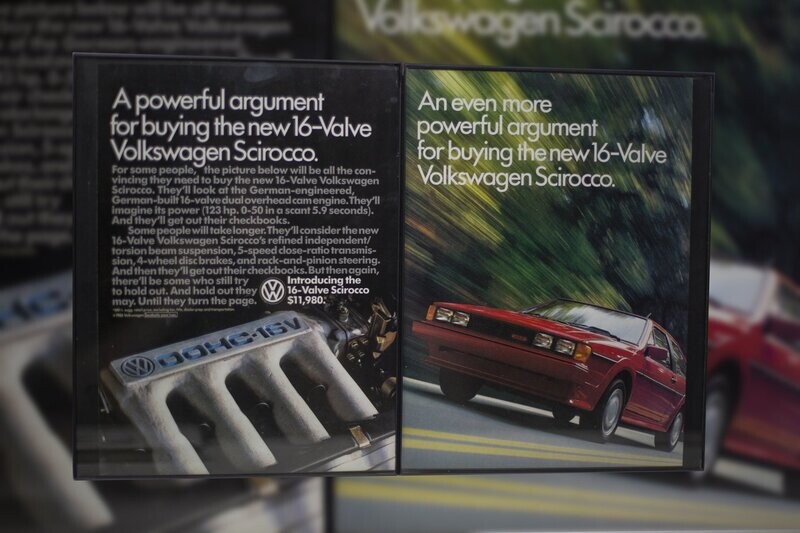 Volkswagen Scirocco.
A powerful argument
for buying the new 16-Valve
Volkswagen Scirocco.
For some people, the picture below will be all the con-
vincing they need to buy the new 16-Valve Volkswagen
Scirocco. They'll look at the German-engineered,
German-built 16-valve dual overhead cam engine. They'll
imagine its power (123 hp. 0-50 in a scant 5.9 seconds).
And they'll get out their checkbooks.
Some people will take longer. They'll consider the new
16-Valve Volkswagen Scirocco's refined independent/
torsion beam suspension, 5-speed close-ratio transmis-
sion, 4-wheel disc brakes, and rack-and-pinion steering.
And then they'll get out their checkbooks. But then again,
there'll be some who still try
to hold out. And hold out they
may. Until they turn the page.
Introducing the
16-Valve Scirocco
$11,980.
DOHC-16V
An even more
powerful argument
for buying the new 16-Valve
Volkswagen Scirocco.